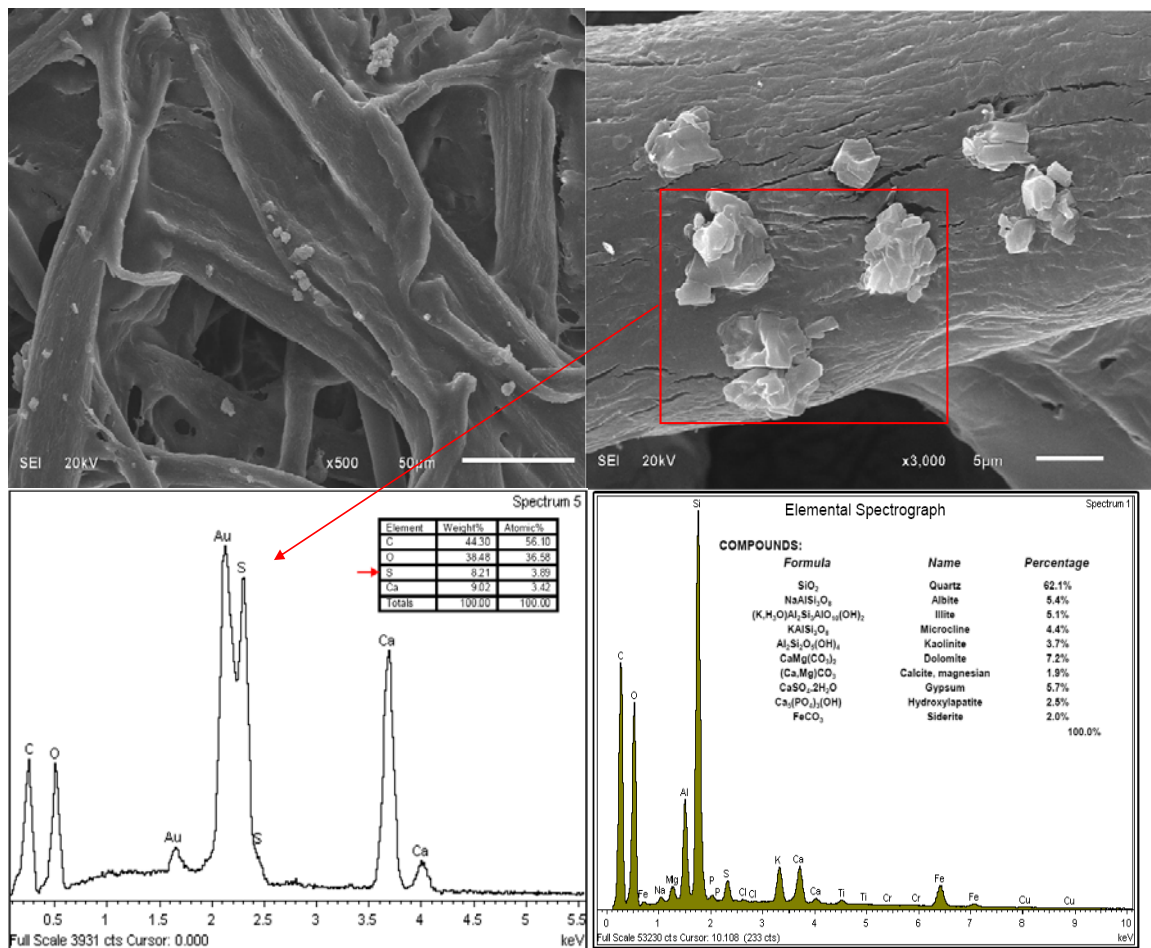 SEI 20kV x500 50µm
SEI 20kV x3,000 5µm
Spectrum 5
Element Weight% Atomic%
C 44.30 56.10
O 38.48 36.58
S 8.21 3.89
Ca 9.02 3.42
Totals 100.00 100.00
Au
S
Ca
C
O
Au
S
Ca
0.5 1 1.5 2 2.5 3 3.5 4 4.5 5 5.5
Full Scale 3931 cts Cursor: 0.000 keV
Si
Elemental Spectrograph
Spectrum 1
COMPOUNDS:
Formula Name Percentage
SiO2 Quartz 62.1%
NaAlSi3O8 Albite 5.4%
(K,H3O)Al2Si3AlO10(OH)2 Illite 5.1%
KAlSi3O8 Microcline 4.4%
Al2Si2O5(OH)4 Kaolinite 3.7%
CaMg(CO3)2 Dolomite 7.2%
(Ca,Mg)CO3 Calcite, magnesian 1.9%
CaSO4.2H2O Gypsum 5.7%
Ca5(PO4)3(OH) Hydroxylapatite 2.5%
FeCO3 Siderite 2.0%
100.0%
C
O
Al
Fe Na Mg P P S Cl Cl K Ca Ca Ti Ti Cr Cr Fe Fe Cu Cu
0 1 2 3 4 5 6 7 8 9 10
Full Scale 53230 cts Cursor: 10.108 (233 cts) keV